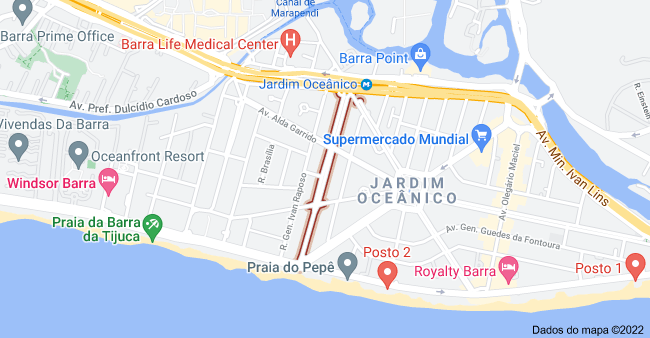 Canal de
Marapendi
Barra Prime Office
Barra Life Medical Center
Barra Point
Jardim Oceânico
R. Einstein
Av. Pref. Dulcídio Cardoso
Av. Alda Garrido
Supermercado Mundial
Av. Min. Ivan Lins
Vivendas Da Barra
Oceanfront Resort
R. Brasília
Av. Olegário Maciel
Windsor Barra
JARDIM
OCEÂNICO
R. Gen. Ivan Raposo
Praia da Barra
da Tijuca
Av. Gen. Guedes da Fontoura
Praia do Pepê
Posto 2
Royalty Barra
Posto 1
Dados do mapa ©2022